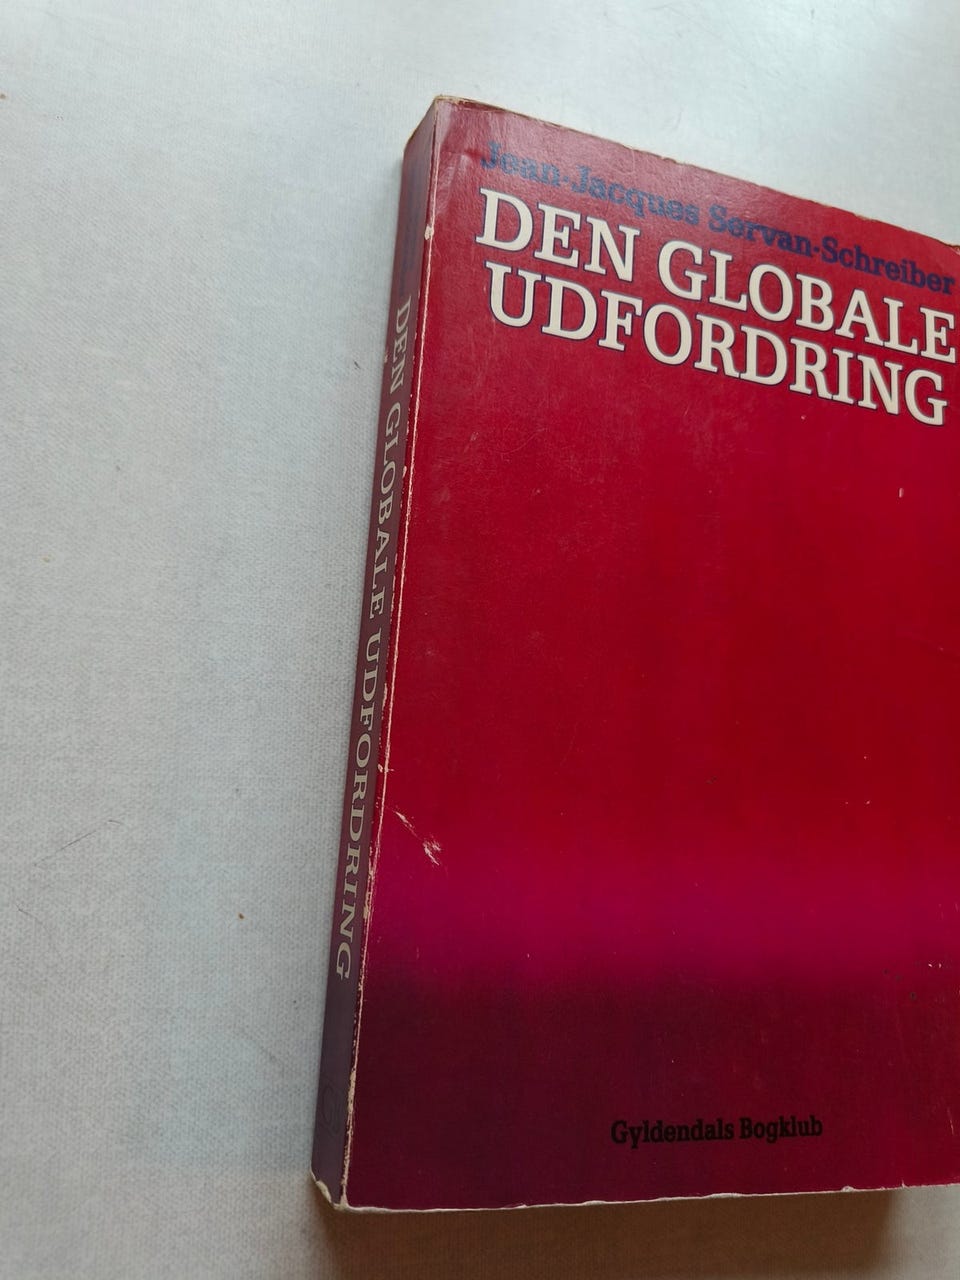 Jean-Jacques Servan-Schreiber
DEN GLOBALE
UDFORDRING
Gyldendals Bogklub
DEN GLOBALE UDFORDRING